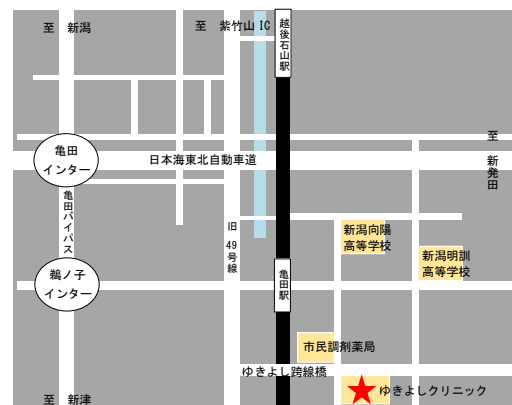 至 新潟
至 紫竹山 IC
越後石山駅
至 新発田
亀田
インター
日本海東北自動車道
亀田バイパス
旧49号線
新潟向陽
高等学校
新潟明訓
高等学校
鵜ノ子
インター
亀田駅
市民調剤薬局
ゆきよし跨線橋
ゆきよしクリニック
至 新津